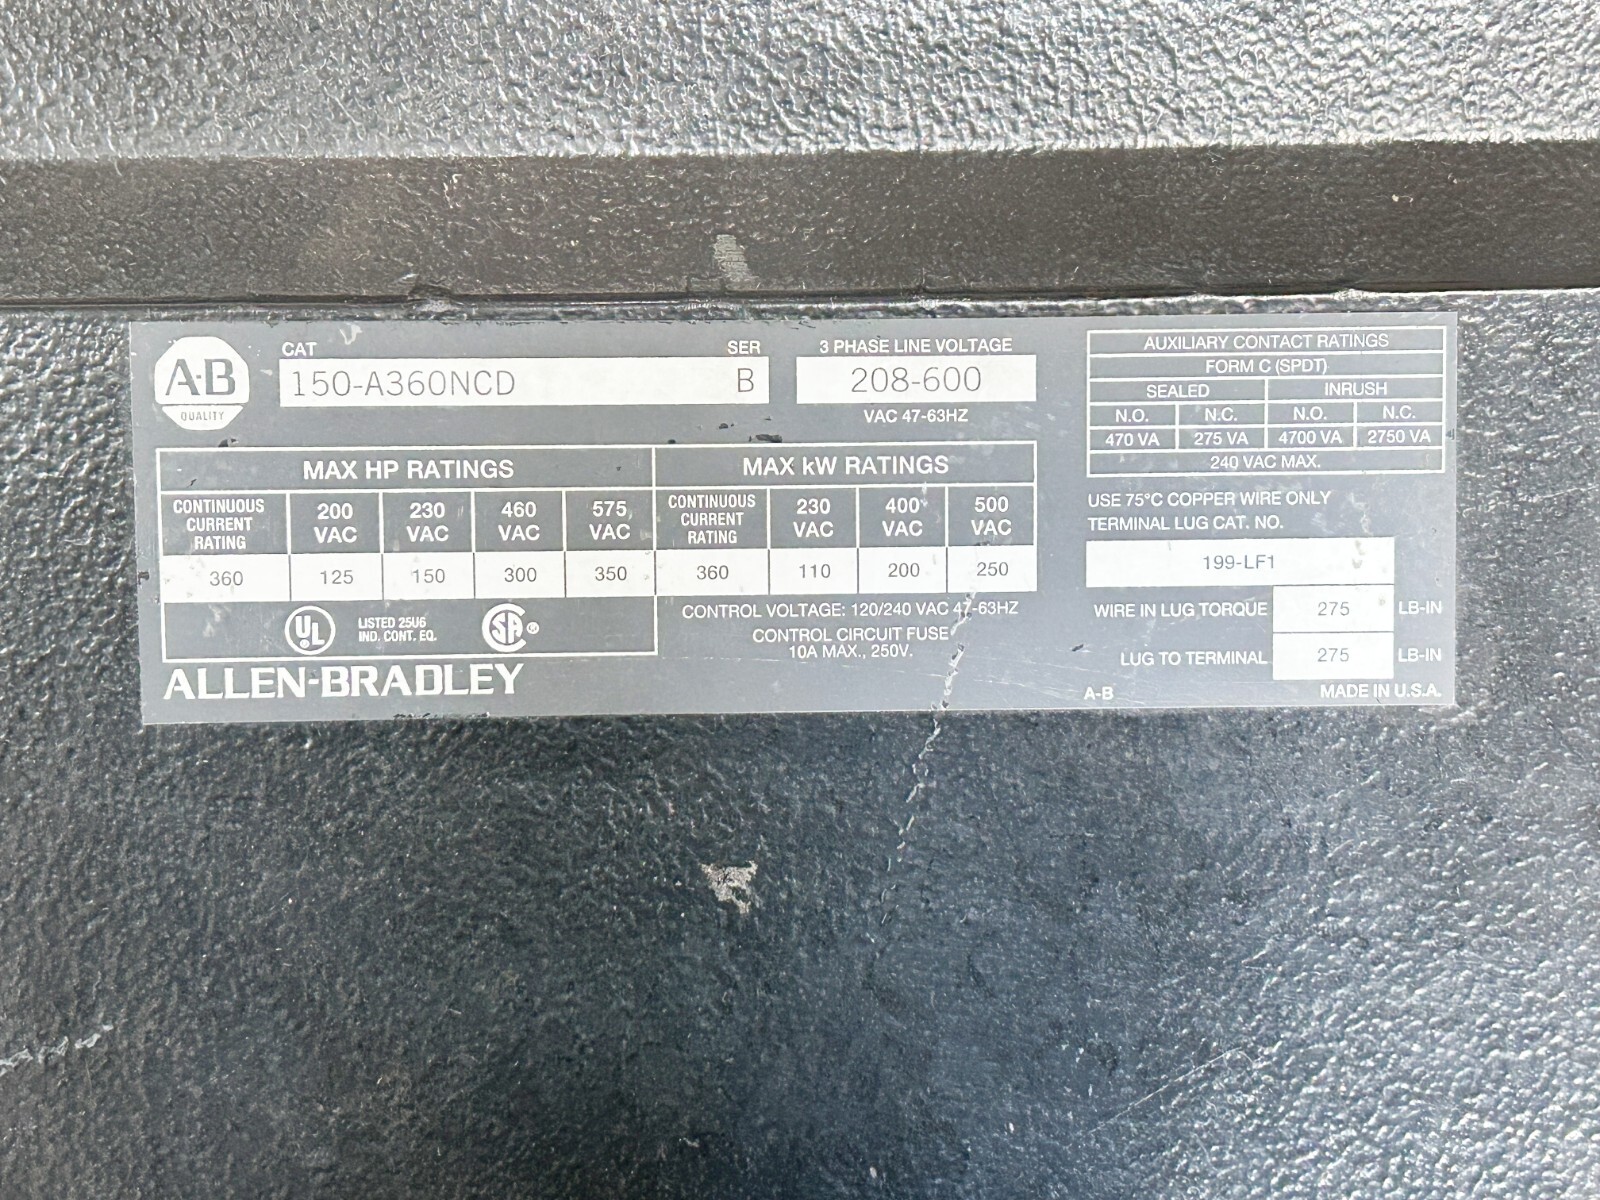 A-B
QUALITY
CAT SER
150-A360NCD B
3 PHASE LINE VOLTAGE
208-600
VAC 47-63HZ
MAX HP RATINGS
CONTINUOUS CURRENT RATING 200 VAC 230 VAC 460 VAC 575 VAC
360 125 150 300 350
MAX kW RATINGS
CONTINUOUS CURRENT RATING 230 VAC 400 VAC 500 VAC
360 110 200 250
UL
LISTED 25U6
IND. CONT. EQ.
SA ®
CONTROL VOLTAGE: 120/240 VAC 47-63HZ
CONTROL CIRCUIT FUSE
10A MAX., 250V.
ALLEN-BRADLEY
AUXILIARY CONTACT RATINGS
FORM C (SPDT)
SEALED INRUSH
N.O. N.C. N.O. N.C.
470 VA 275 VA 4700 VA 2750 VA
240 VAC MAX.
USE 75°C COPPER WIRE ONLY
TERMINAL LUG CAT. NO.
199-LF1
WIRE IN LUG TORQUE 275 LB-IN
LUG TO TERMINAL 275 LB-IN
A-B MADE IN U.S.A.